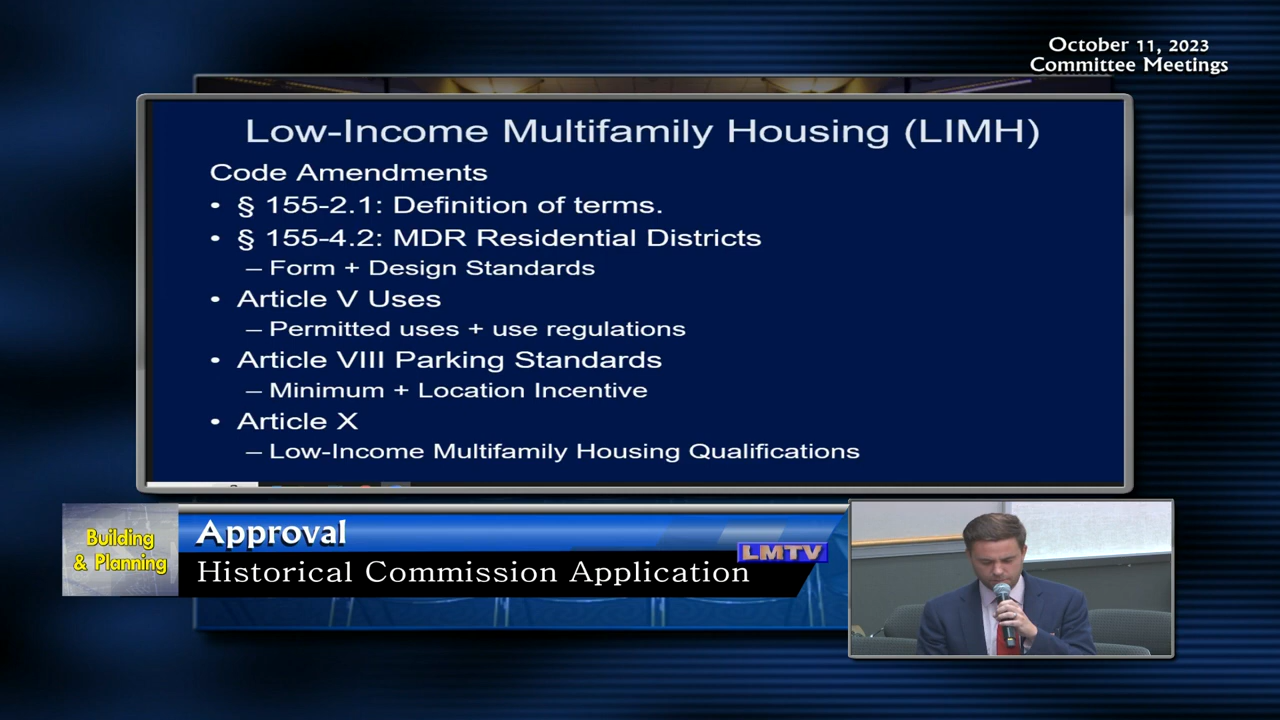 October 11, 2023
Committee Meetings
Low-Income Multifamily Housing (LIMH)
Code Amendments
• § 155-2.1: Definition of terms.
• § 155-4.2: MDR Residential Districts
– Form + Design Standards
• Article V Uses
– Permitted uses + use regulations
• Article VIII Parking Standards
– Minimum + Location Incentive
• Article X
– Low-Income Multifamily Housing Qualifications
Building
& Planning
Approval
LMTV
Historical Commission Application